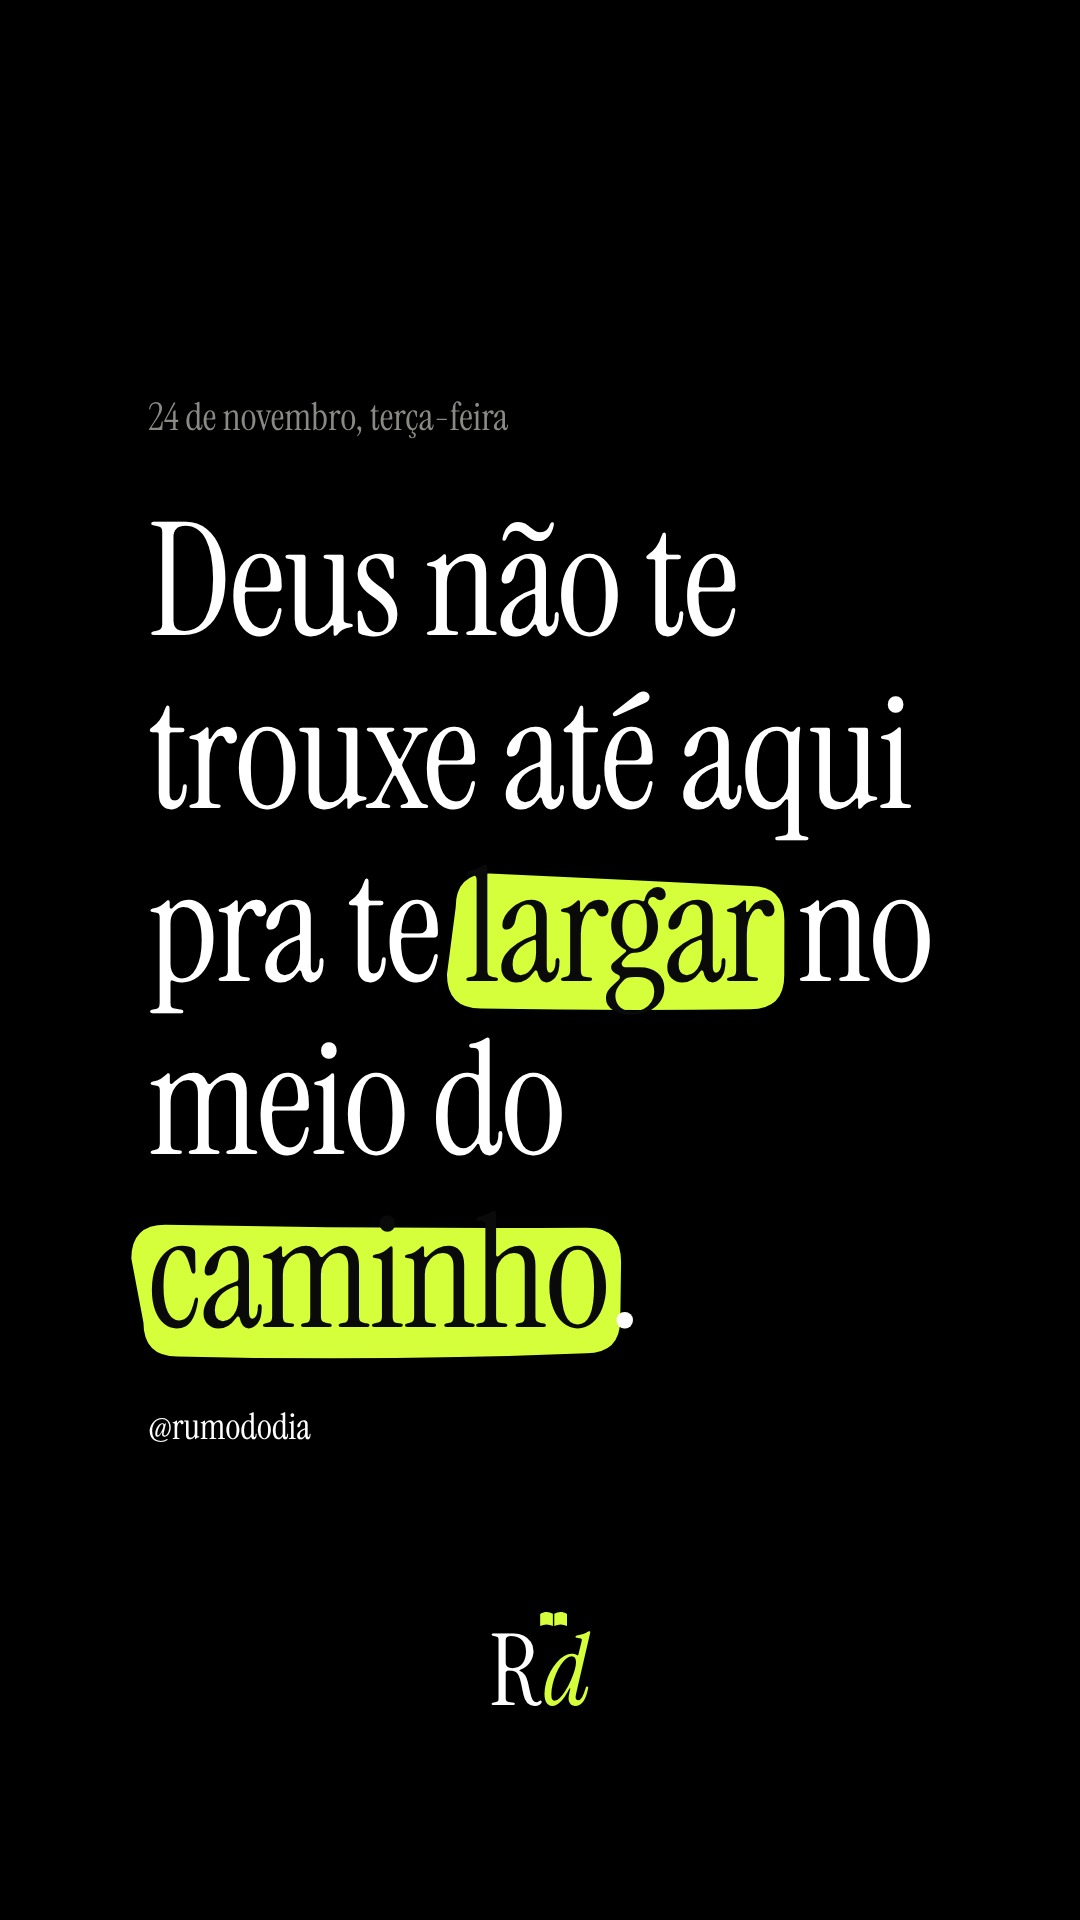 24 de novembro, terça-feira
Deus não te
trouxe até aqui
pra te largar no
meio do
caminho.
@rumododia
Rd